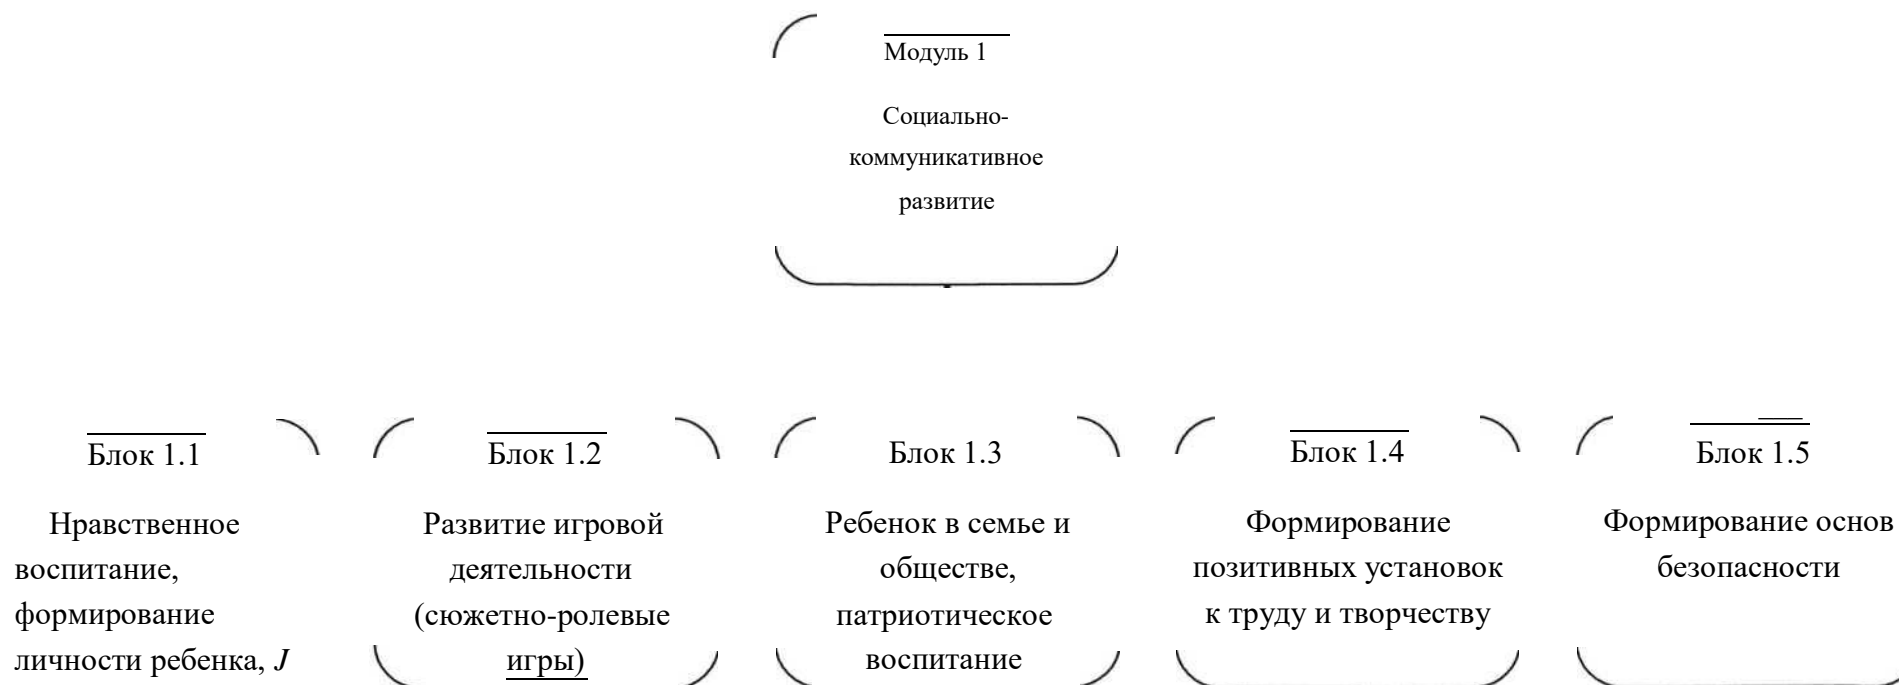 Модуль 1
Социально-
коммуникативное
развитие
Блок 1.1
Нравственное
воспитание,
формирование
личности ребенка, J
Блок 1.2
Развитие игровой
деятельности
(сюжетно-ролевые
игры)
Блок 1.3
Ребенок в семье и
обществе,
патриотическое
воспитание
Блок 1.4
Формирование
позитивных установок
к труду и творчеству
Блок 1.5
Формирование основ
безопасности